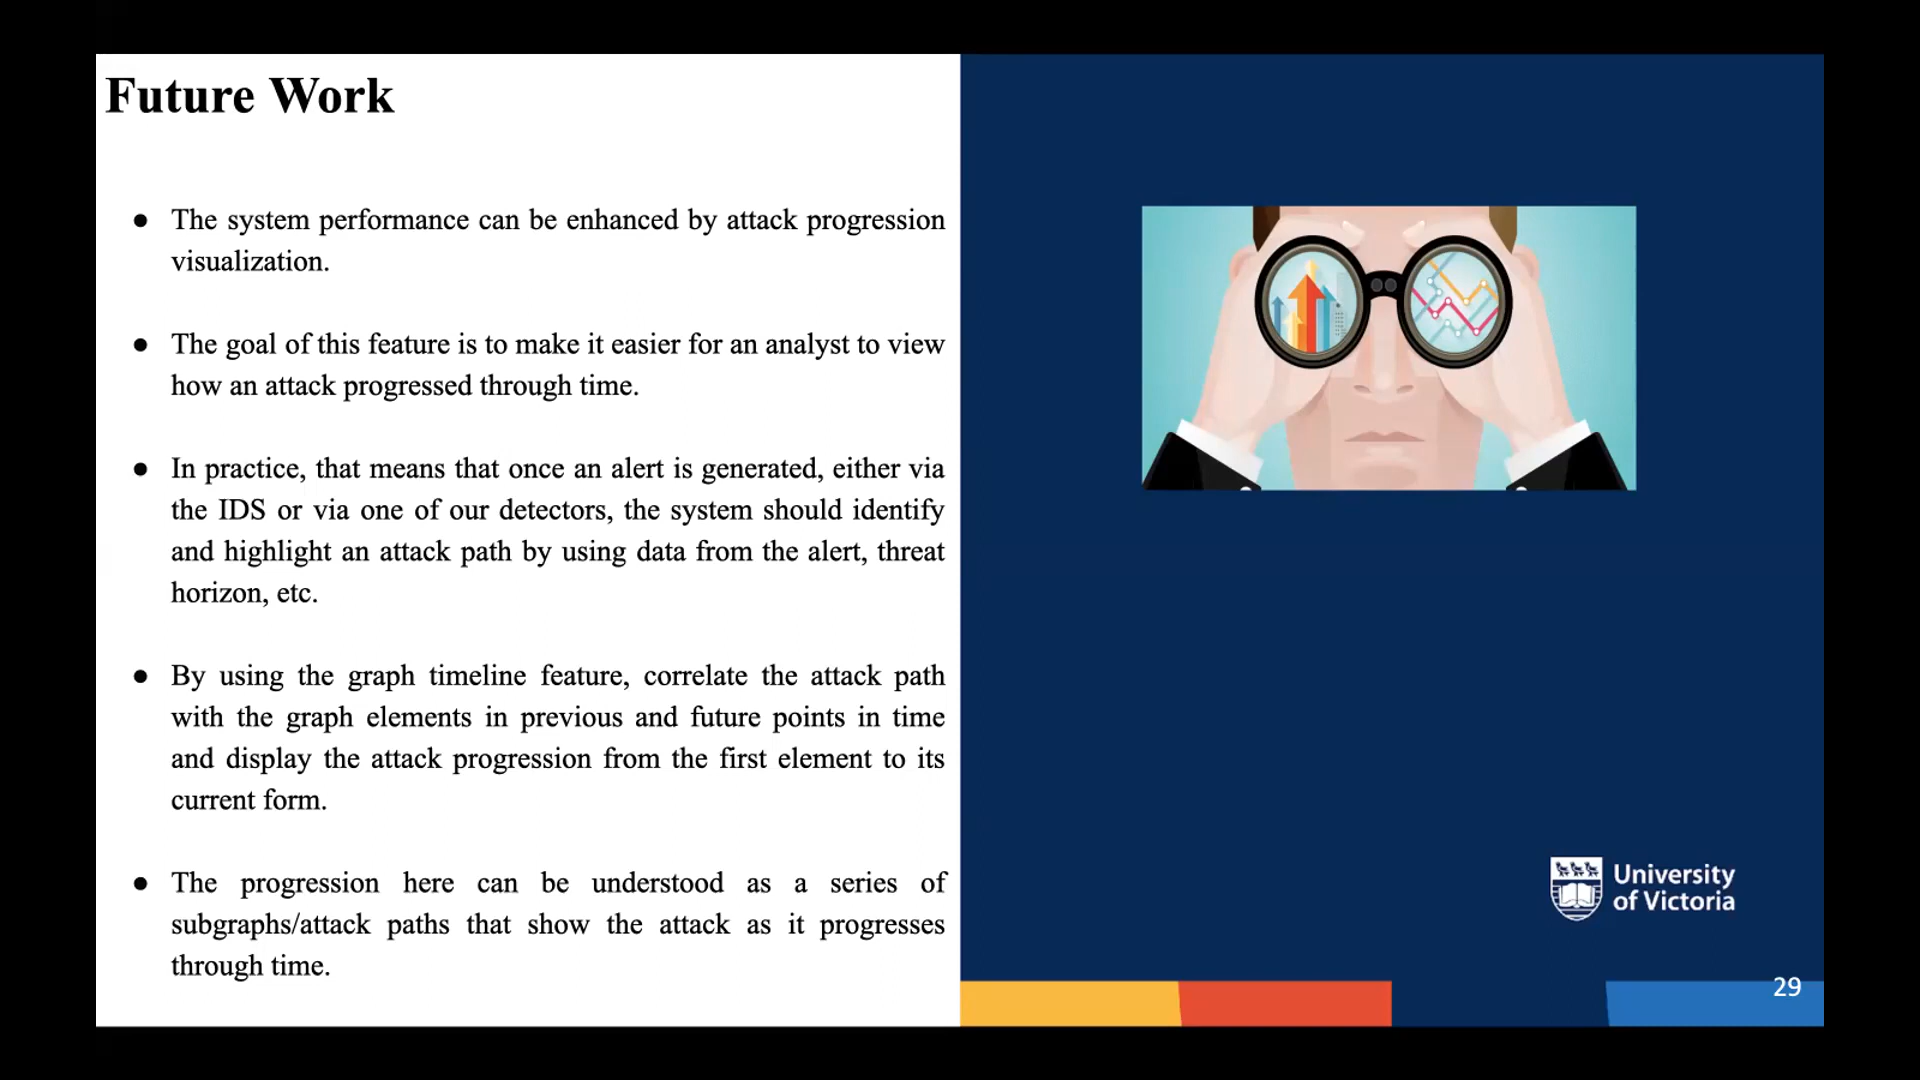 Future Work
● The system performance can be enhanced by attack progression
visualization.
● The goal of this feature is to make it easier for an analyst to view
how an attack progressed through time.
● In practice, that means that once an alert is generated, either via
the IDS or via one of our detectors, the system should identify
and highlight an attack path by using data from the alert, threat
horizon, etc.
● By using the graph timeline feature, correlate the attack path
with the graph elements in previous and future points in time
and display the attack progression from the first element to its
current form.
● The progression here can be understood as a series of
subgraphs/attack paths that show the attack as it progresses
through time.
University
of Victoria
29